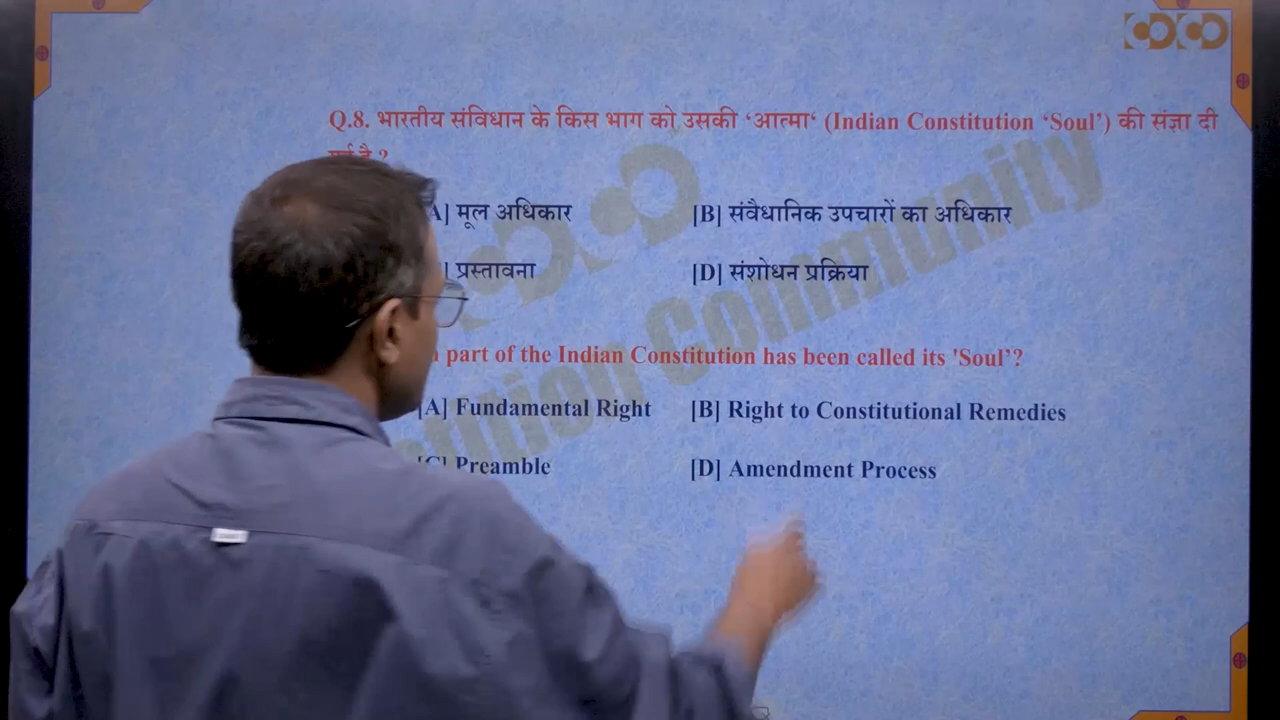 Q.8. भारतीय संविधान के किस भाग को उसकी ‘आत्मा‘ (Indian Constitution ‘Soul’) की संज्ञा दी
है ?
A] मूल अधिकार [B] संवैधानिक उपचारों का अधिकार
] प्रस्तावना [D] संशोधन प्रक्रिया
part of the Indian Constitution has been called its 'Soul’?
[A] Fundamental Right [B] Right to Constitutional Remedies
[C] Preamble [D] Amendment Process
Community